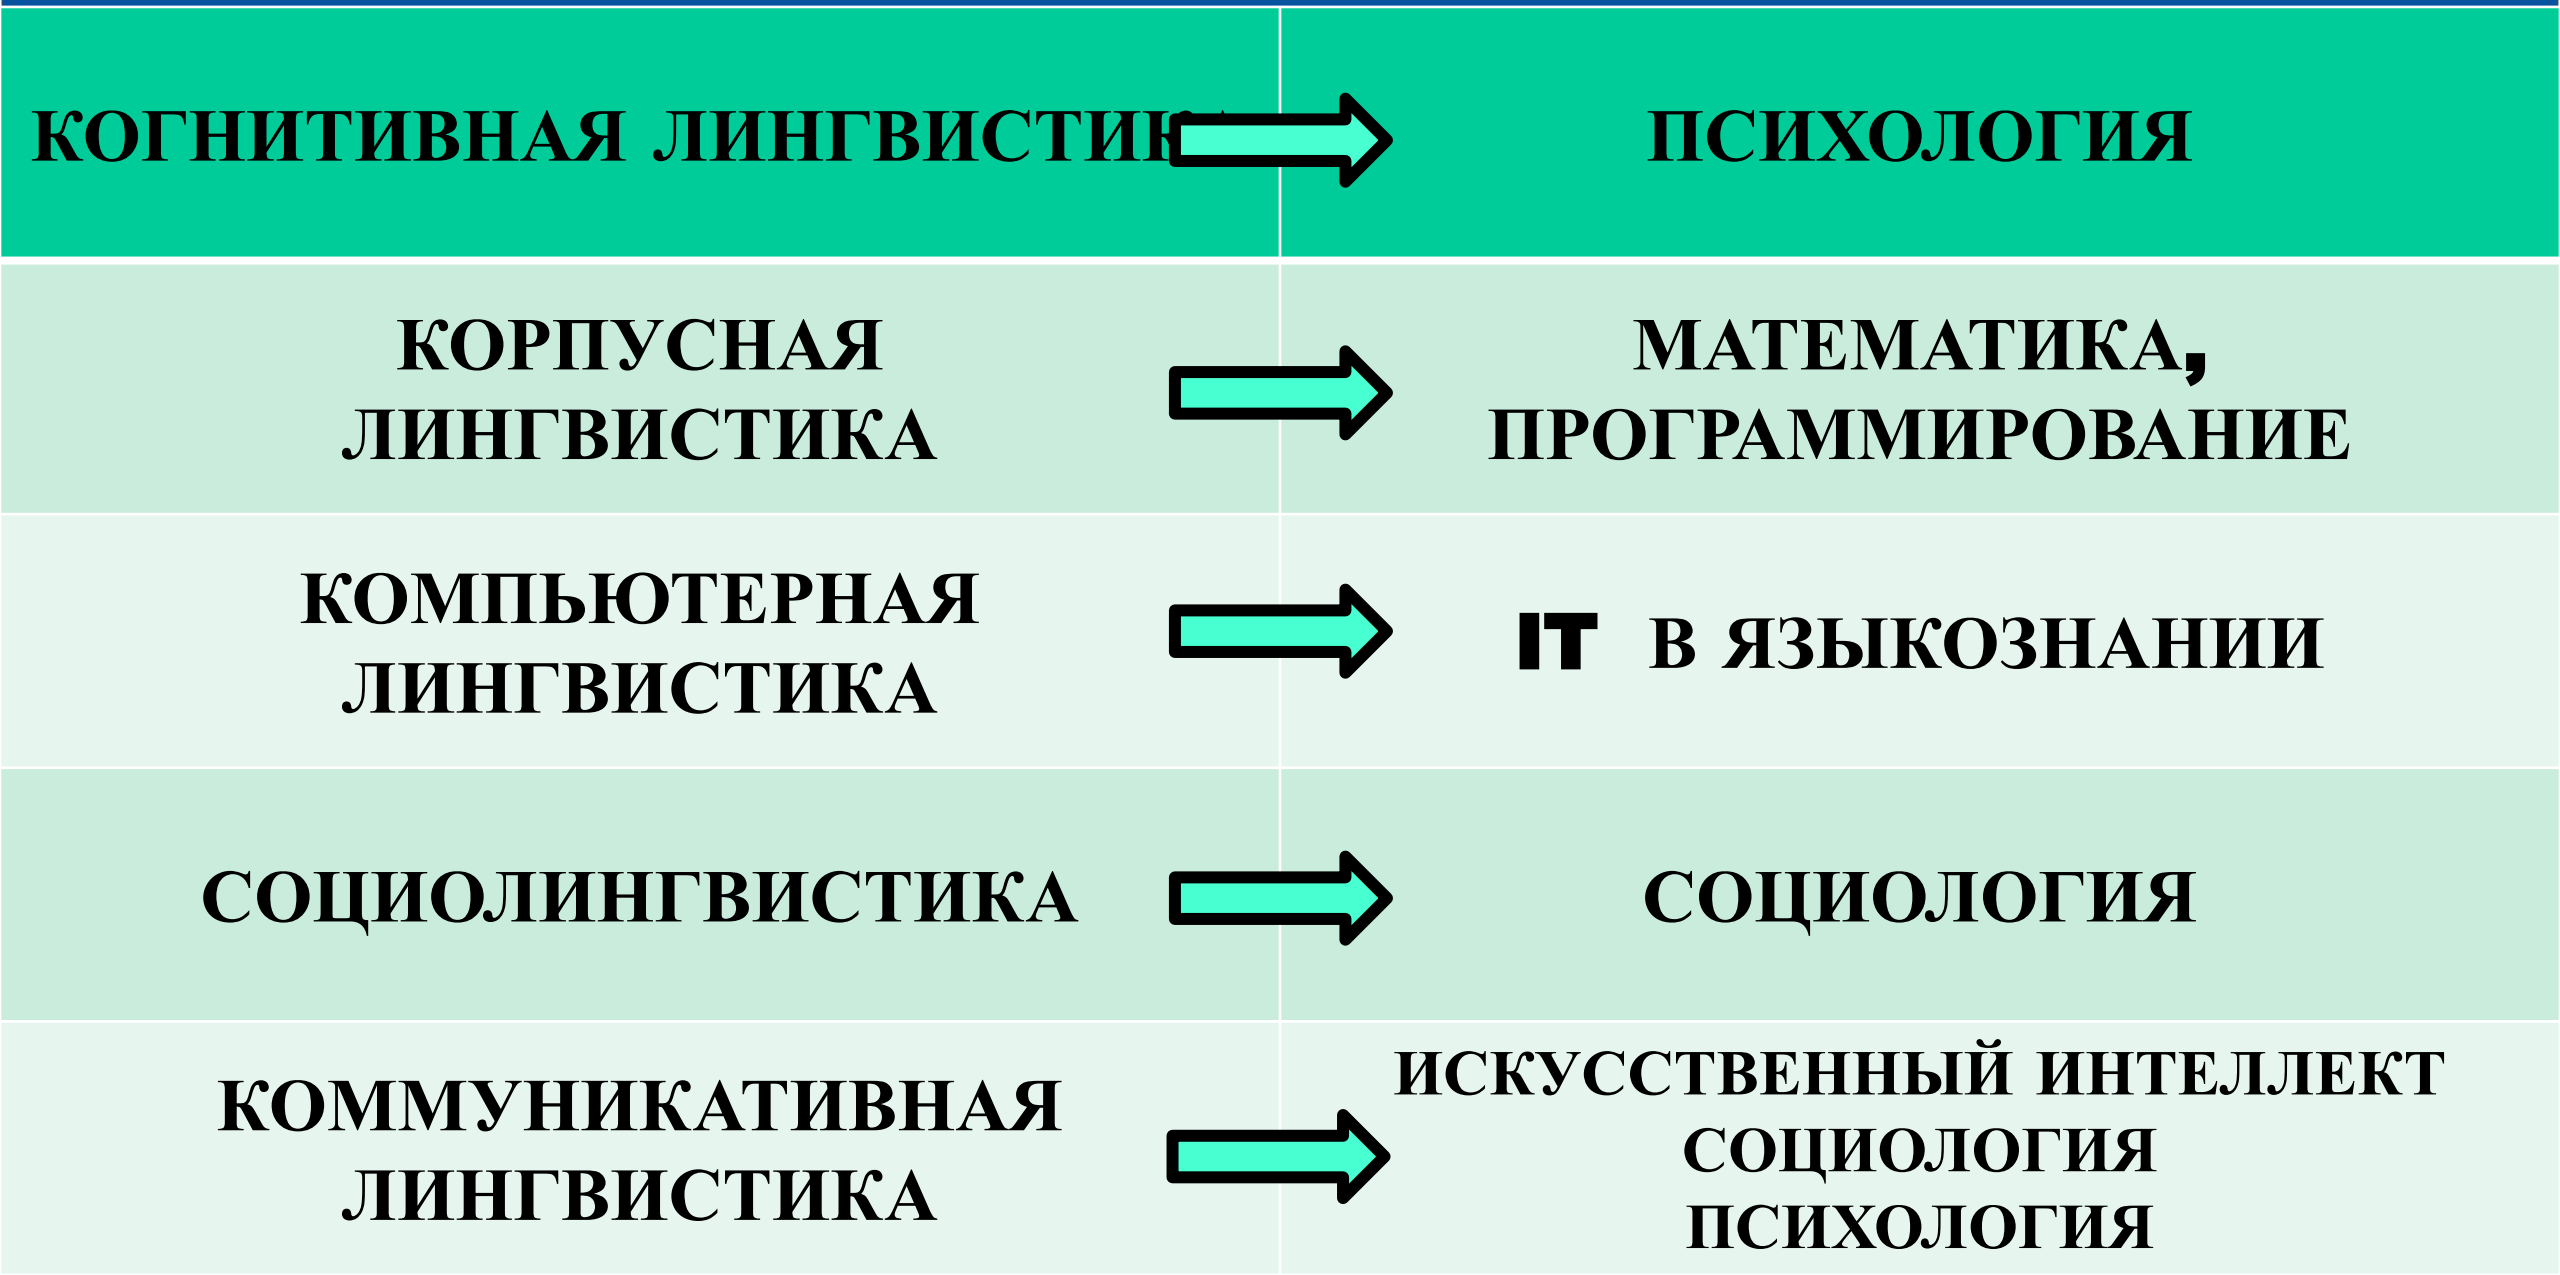 КОГНИТИВНАЯ ЛИНГВИСТИКА
ПСИХОЛОГИЯ
КОРПУСНАЯ
ЛИНГВИСТИКА
МАТЕМАТИКА,
ПРОГРАММИРОВАНИЕ
КОМПЬЮТЕРНАЯ
ЛИНГВИСТИКА
IT В ЯЗЫКОЗНАНИИ
СОЦИОЛИНГВИСТИКА
СОЦИОЛОГИЯ
КОММУНИКАТИВНАЯ
ЛИНГВИСТИКА
ИСКУССТВЕННЫЙ ИНТЕЛЛЕКТ
СОЦИОЛОГИЯ
ПСИХОЛОГИЯ